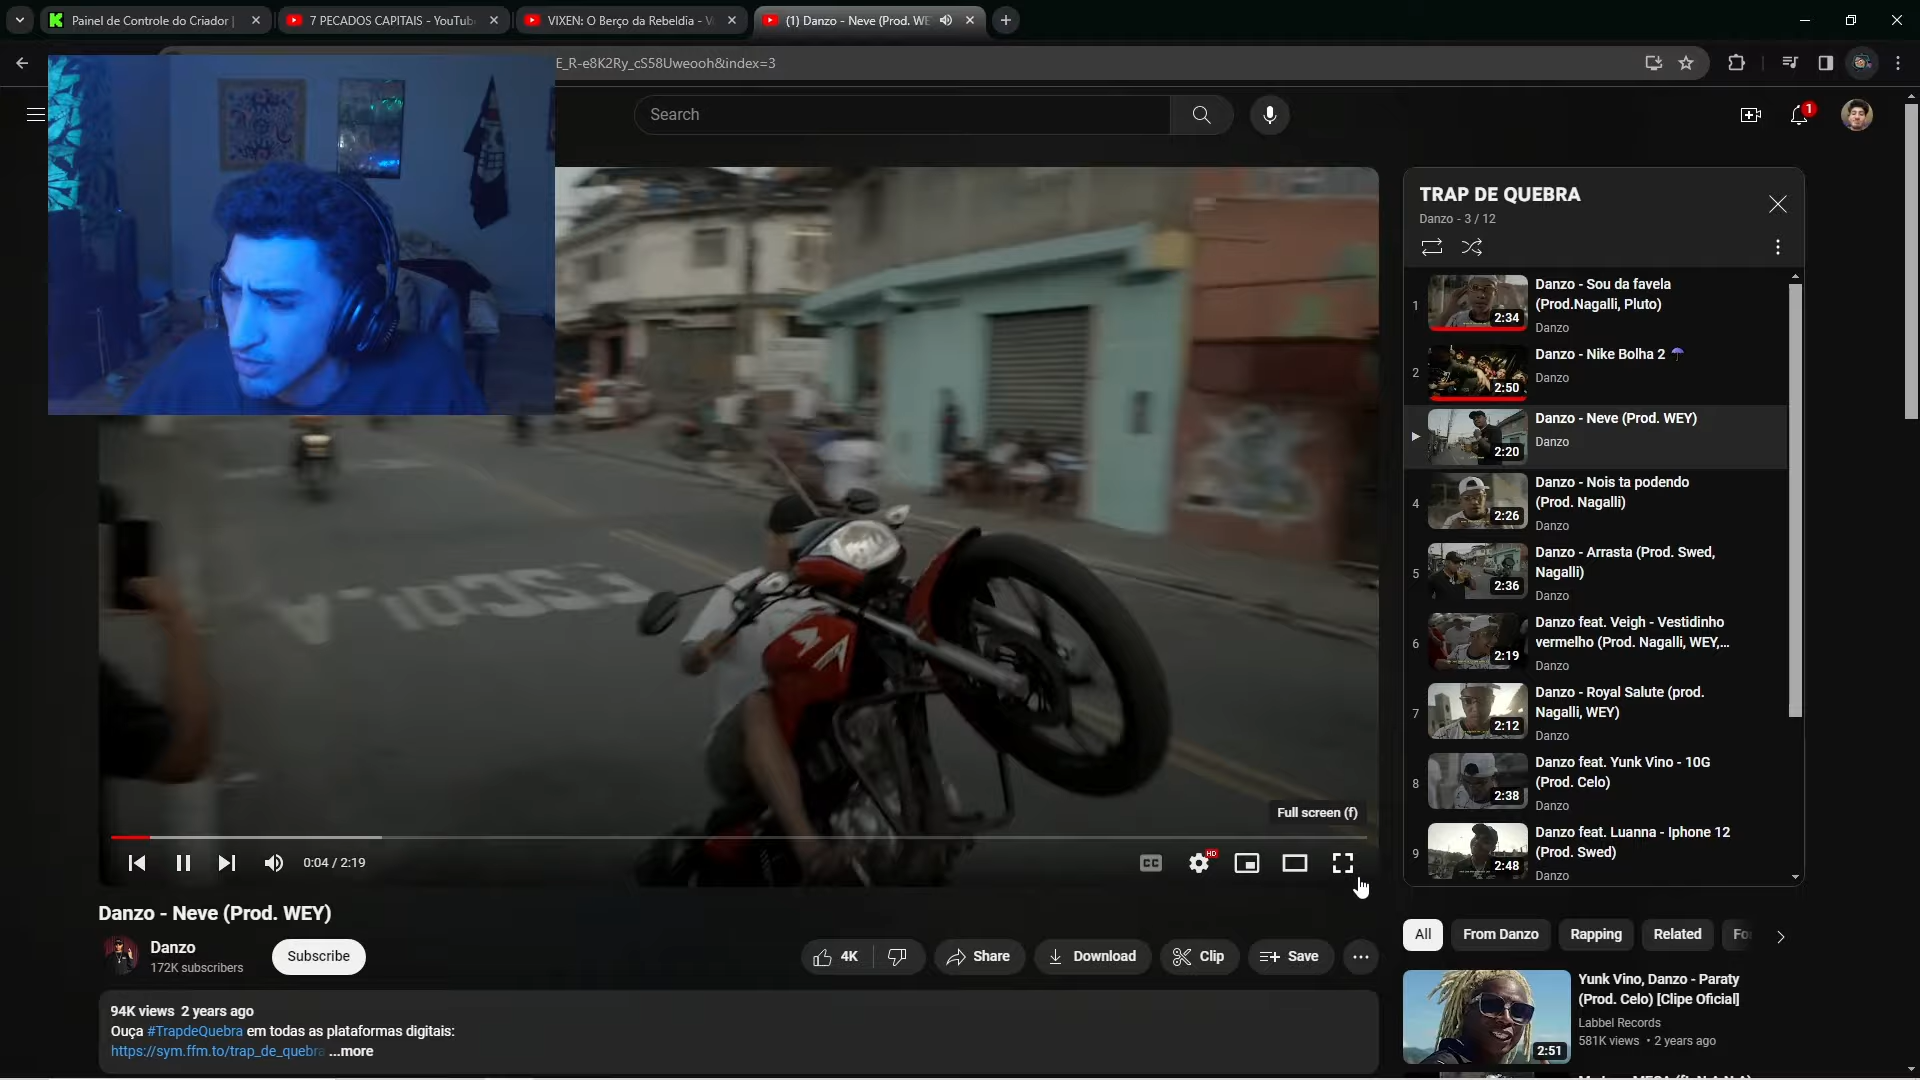 Painel de Controle do Criador |
7 PECADOS CAPITAIS - YouTub
VIXEN: O Berço da Rebeldia - V
(1) Danzo - Neve (Prod. WE
E_R-e8K2Ry_cS58Uweooh&index=3
Search
1
ESCOLA
Full screen (f)
0:04 / 2:19
CC
HD
Danzo - Neve (Prod. WEY)
Danzo
172K subscribers
Subscribe
4K
Share
Download
Clip
Save
94K views 2 years ago
Ouça #TrapdeQuebra em todas as plataformas digitais:
https://sym.ffm.to/trap_de_quebra ...more
TRAP DE QUEBRA
Danzo - 3 / 12
1
2:34
Danzo - Sou da favela
(Prod.Nagalli, Pluto)
Danzo
2
2:50
Danzo - Nike Bolha 2 ☂
Danzo
2:20
Danzo - Neve (Prod. WEY)
Danzo
4
2:26
Danzo - Nois ta podendo
(Prod. Nagalli)
Danzo
5
2:36
Danzo - Arrasta (Prod. Swed,
Nagalli)
Danzo
6
2:19
Danzo feat. Veigh - Vestidinho
vermelho (Prod. Nagalli, WEY,...
Danzo
7
2:12
Danzo - Royal Salute (prod.
Nagalli, WEY)
Danzo
8
2:38
Danzo feat. Yunk Vino - 10G
(Prod. Celo)
Danzo
9
2:48
Danzo feat. Luanna - Iphone 12
(Prod. Swed)
Danzo
All
From Danzo
Rapping
Related
Fo
2:51
Yunk Vino, Danzo - Paraty
(Prod. Celo) [Clipe Oficial]
Labbel Records
581K views • 2 years ago